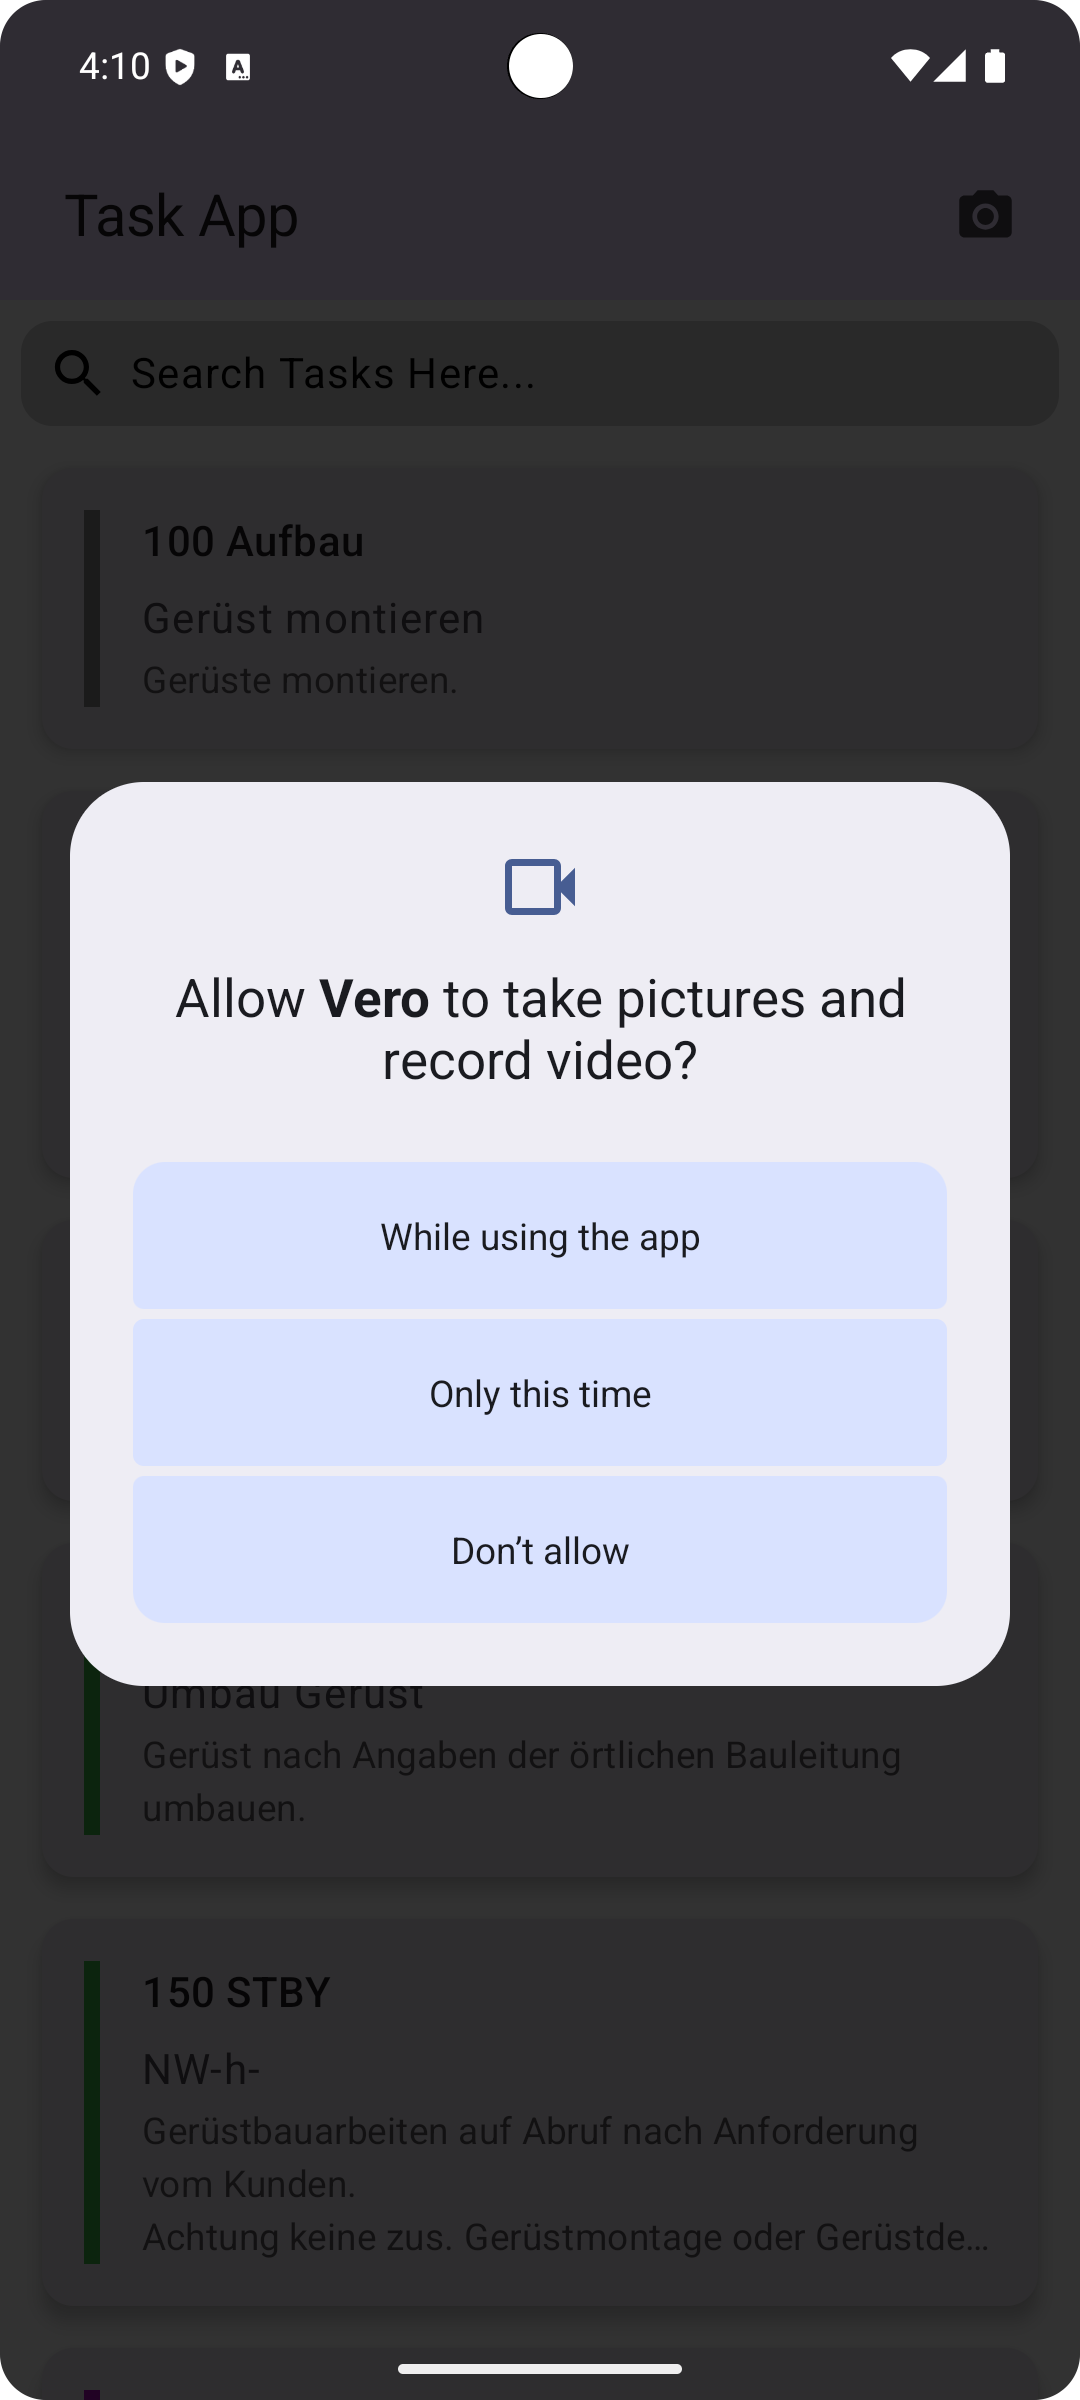 4:10
Task App
Search Tasks Here...
100 Aufbau
Gerüst montieren
Gerüste montieren.
Allow Vero to take pictures and
record video?
While using the app
Only this time
Don’t allow
Umbau Gerüst
Gerüst nach Angaben der örtlichen Bauleitung
umbauen.
150 STBY
NW-h-
Gerüstbauarbeiten auf Abruf nach Anforderung
vom Kunden.
Achtung keine zus. Gerüstmontage oder Gerüstde...